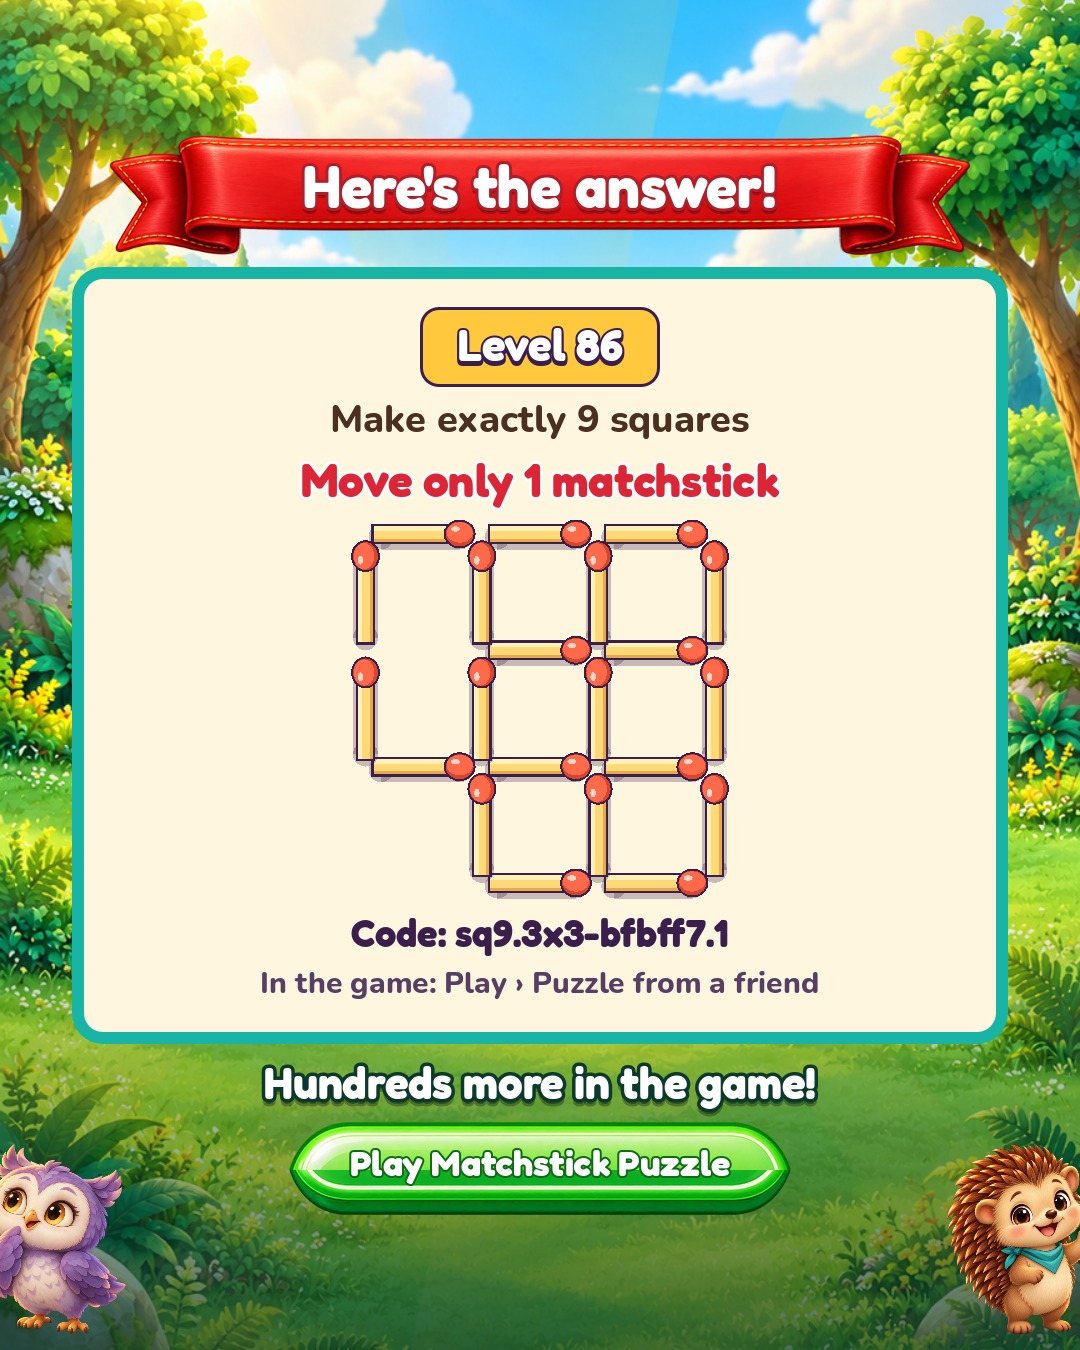 Here's the answer!
Level 86
Make exactly 9 squares
Move only 1 matchstick
Code: sq9.3x3-bfbff7.1
In the game: Play › Puzzle from a friend
Hundreds more in the game!
Play Matchstick Puzzle